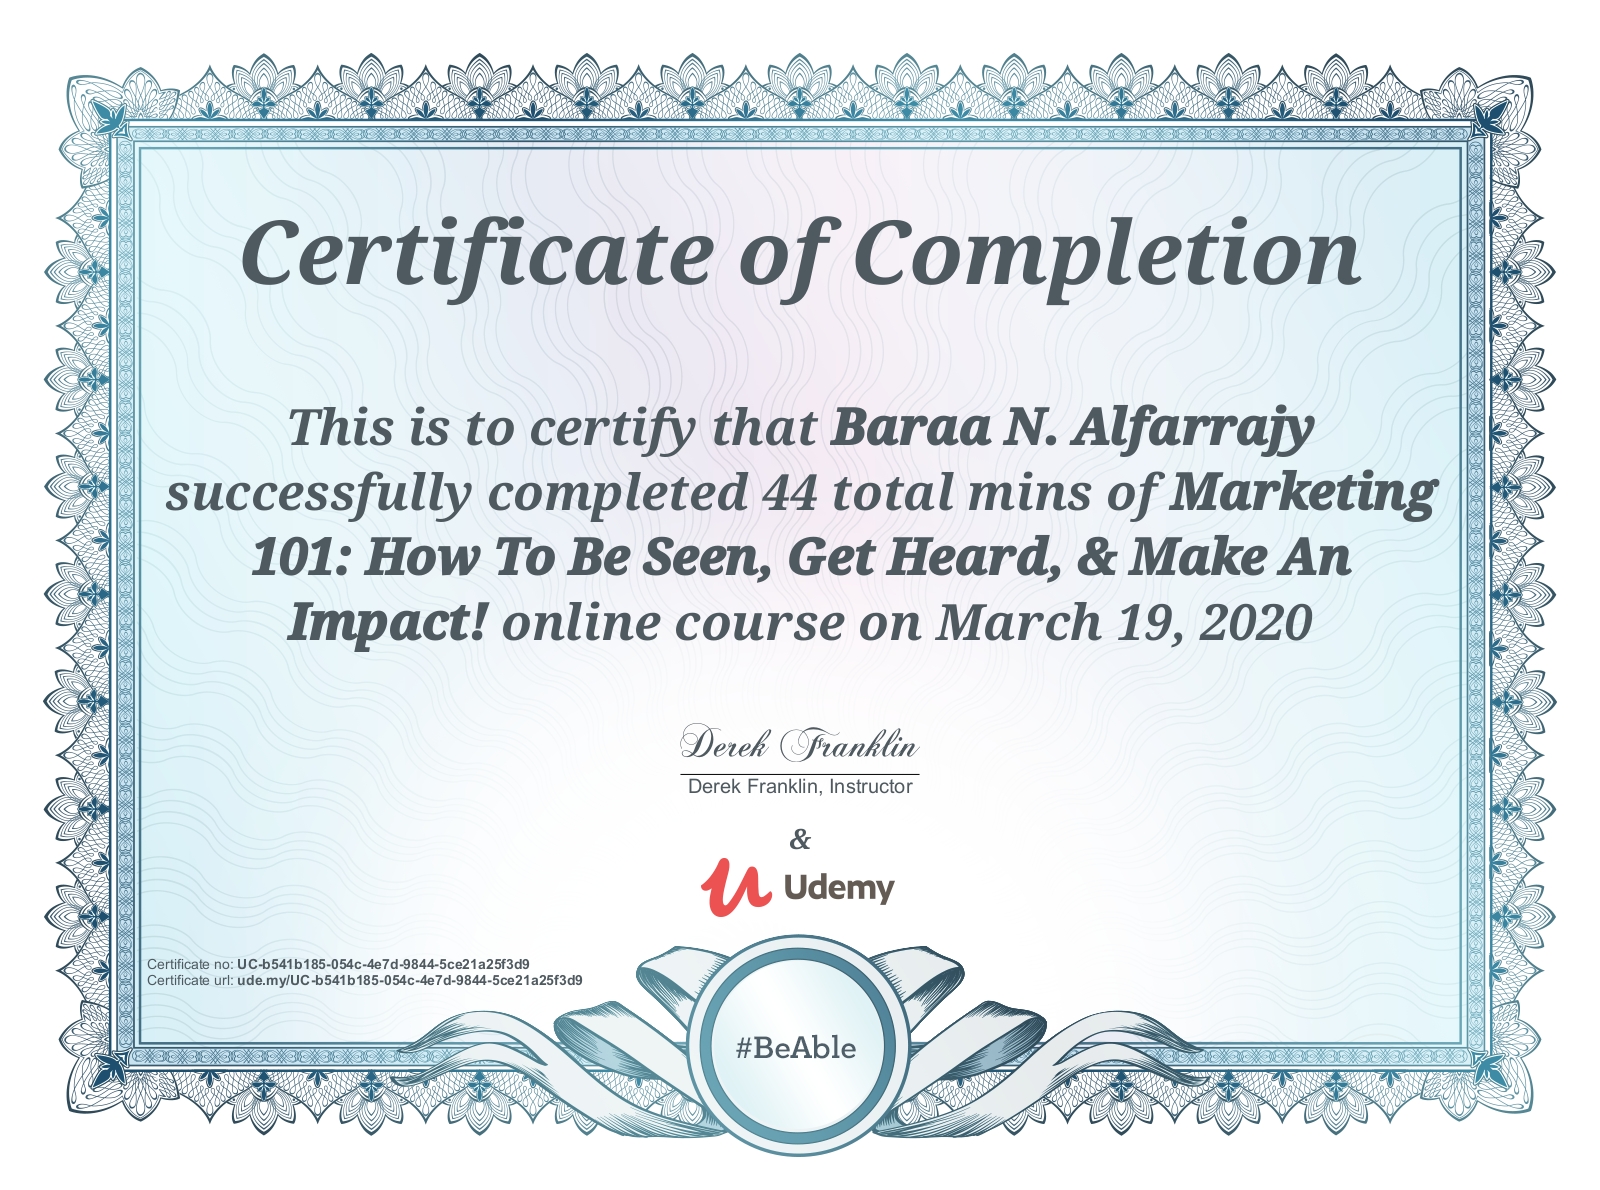 Certificate of Completion
This is to certify that Baraa N. Alfarrajy
successfully completed 44 total mins of Marketing
101: How To Be Seen, Get Heard, & Make An
Impact! online course on March 19, 2020
Derek Franklin
Derek Franklin, Instructor
&
Udemy
Certificate no: UC-b541b185-054c-4e7d-9844-5ce21a25f3d9
Certificate url: ude.my/UC-b541b185-054c-4e7d-9844-5ce21a25f3d9
#BeAble